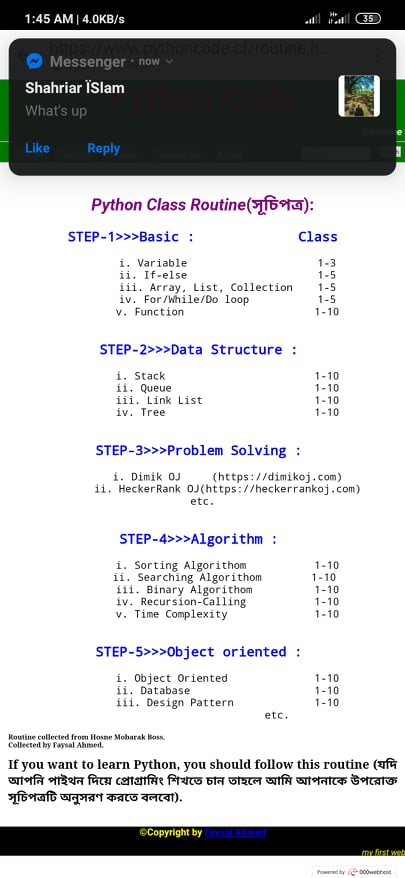 1:45 AM | 4.0KB/s 35
https://www.pythoncode.cf/routine.h...
Messenger • now
Shahriar ÏSlam
What's up
Like Reply
Python Class Routine(সূচিপত্র):
STEP-1>>>Basic : Class
i. Variable 1-3
ii. If-else 1-5
iii. Array, List, Collection 1-5
iv. For/While/Do loop 1-5
v. Function 1-10
STEP-2>>>Data Structure :
i. Stack 1-10
ii. Queue 1-10
iii. Link List 1-10
iv. Tree 1-10
STEP-3>>>Problem Solving :
i. Dimik OJ (https://dimikoj.com)
ii. HeckerRank OJ(https://heckerrankoj.com)
etc.
STEP-4>>>Algorithm :
i. Sorting Algorithom 1-10
ii. Searching Algorithom 1-10
iii. Binary Algorithom 1-10
iv. Recursion-Calling 1-10
v. Time Complexity 1-10
STEP-5>>>Object oriented :
i. Object Oriented 1-10
ii. Database 1-10
iii. Design Pattern 1-10
etc.
Routine collected from Hosne Mobarak Boss.
Collected by Faysal Ahmed.
If you want to learn Python, you should follow this routine (যদি
আপনি পাইথন দিয়ে প্রোগ্রামিং শিখতে চান তাহলে আমি আপনাকে উপরোক্ত
সূচিপত্রটি অনুসরণ করতে বলবো).
©Copyright by Faysal Ahmed
my first web
Powered by 000webhost